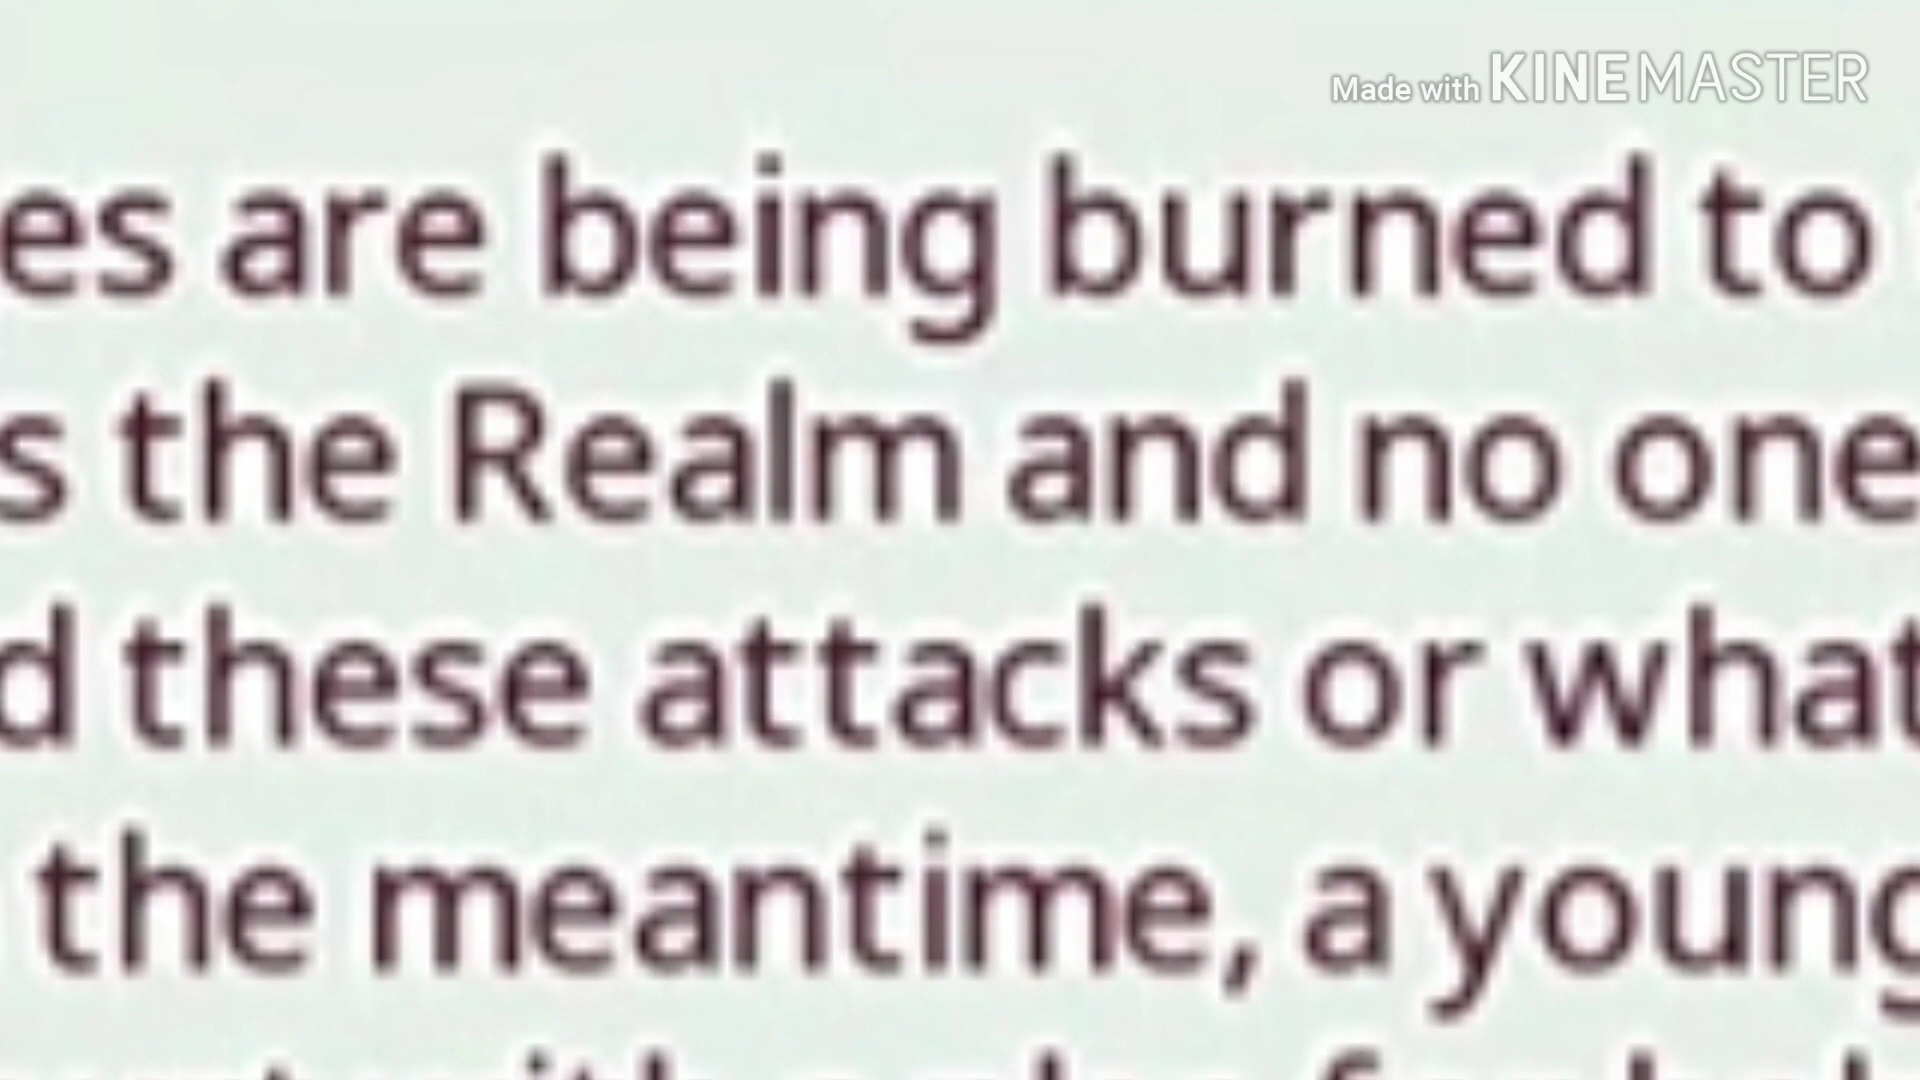 Made with KINEMASTER
es are being burned to
s the Realm and no one
d these attacks or what
the meantime, a young